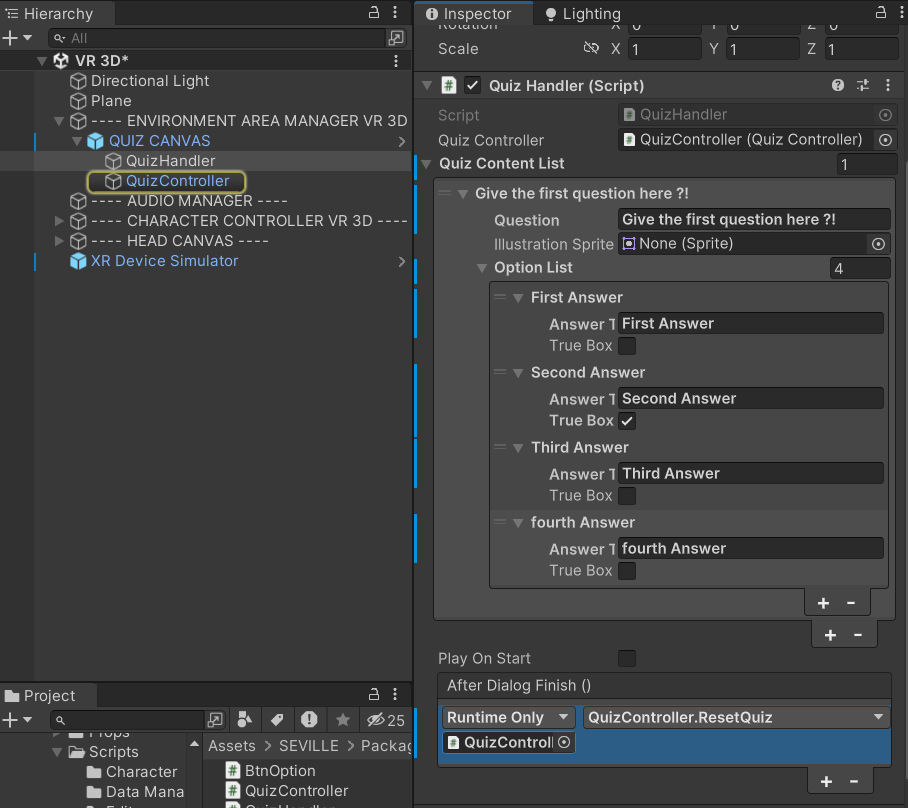 Hierarchy
All
VR 3D*
Directional Light
Plane
---- ENVIRONMENT AREA MANAGER VR 3D
QUIZ CANVAS
QuizHandler
QuizController
---- AUDIO MANAGER ----
---- CHARACTER CONTROLLER VR 3D ----
---- HEAD CANVAS ----
XR Device Simulator
Project
25
Props
Scripts
Character
Data Mana
Assets > SEVILLE > Packag
BtnOption
QuizController
QuizHandler
Inspector
Lighting
Rotation X 0 Y 0 Z 0
Scale X 1 Y 1 Z 1
Quiz Handler (Script)
Script QuizHandler
Quiz Controller QuizController (Quiz Controller)
Quiz Content List 1
Give the first question here ?!
Question Give the first question here ?!
Illustration Sprite None (Sprite)
Option List 4
First Answer
Answer T First Answer
True Box
Second Answer
Answer T Second Answer
True Box
Third Answer
Answer T Third Answer
True Box
fourth Answer
Answer T fourth Answer
True Box
+ -
+ -
Play On Start
After Dialog Finish ()
Runtime Only QuizController.ResetQuiz
QuizControll
+ -